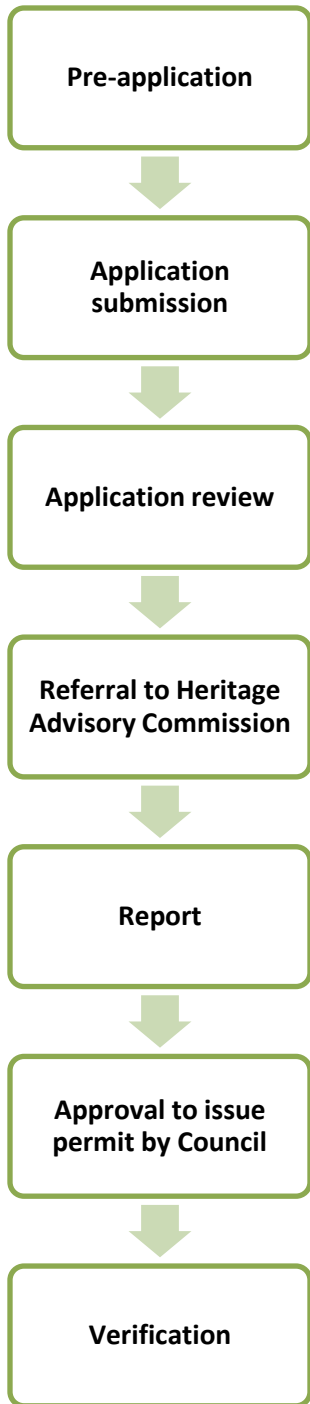 Pre-application
Application
submission
Application review
Referral to Heritage
Advisory Commission
Report
Approval to issue
permit by Council
Verification